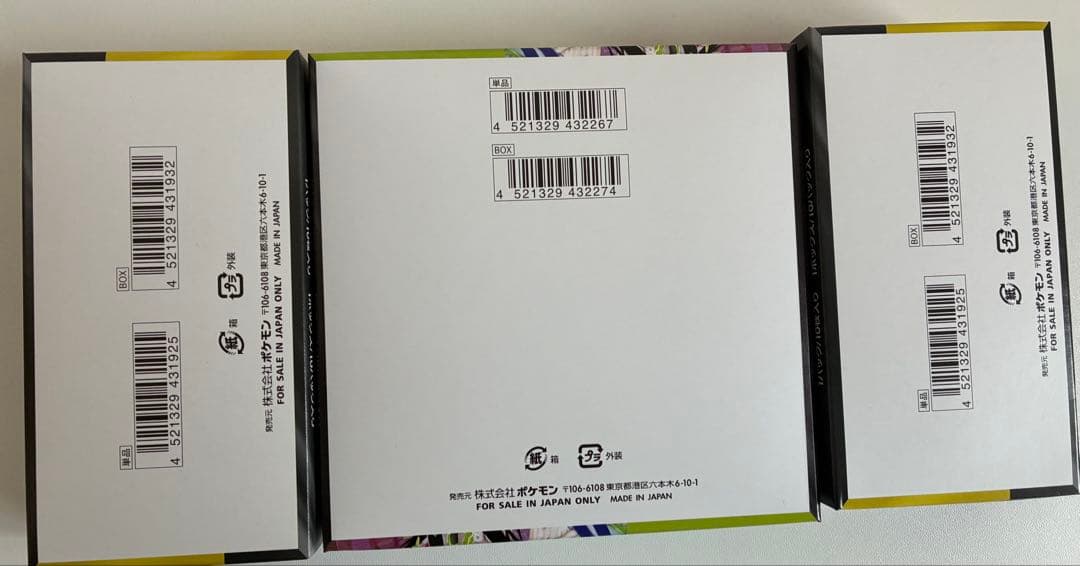 BOX
4 521329 431932
単品
4 521329 431925
プラ 外装
紙 箱
発売元 株式会社ポケモン 〒106-6108 東京都港区六本木6-10-1
FOR SALE IN JAPAN ONLY MADE IN JAPAN
単品
4 521329 432267
BOX
4 521329 432274
紙 箱 プラ 外装
発売元 株式会社ポケモン 〒106-6108 東京都港区六本木6-10-1
FOR SALE IN JAPAN ONLY MADE IN JAPAN
BOX
4 521329 431932
単品
4 521329 431925
プラ 外装
紙 箱
発売元 株式会社ポケモン 〒106-6108 東京都港区六本木6-10-1
FOR SALE IN JAPAN ONLY MADE IN JAPAN